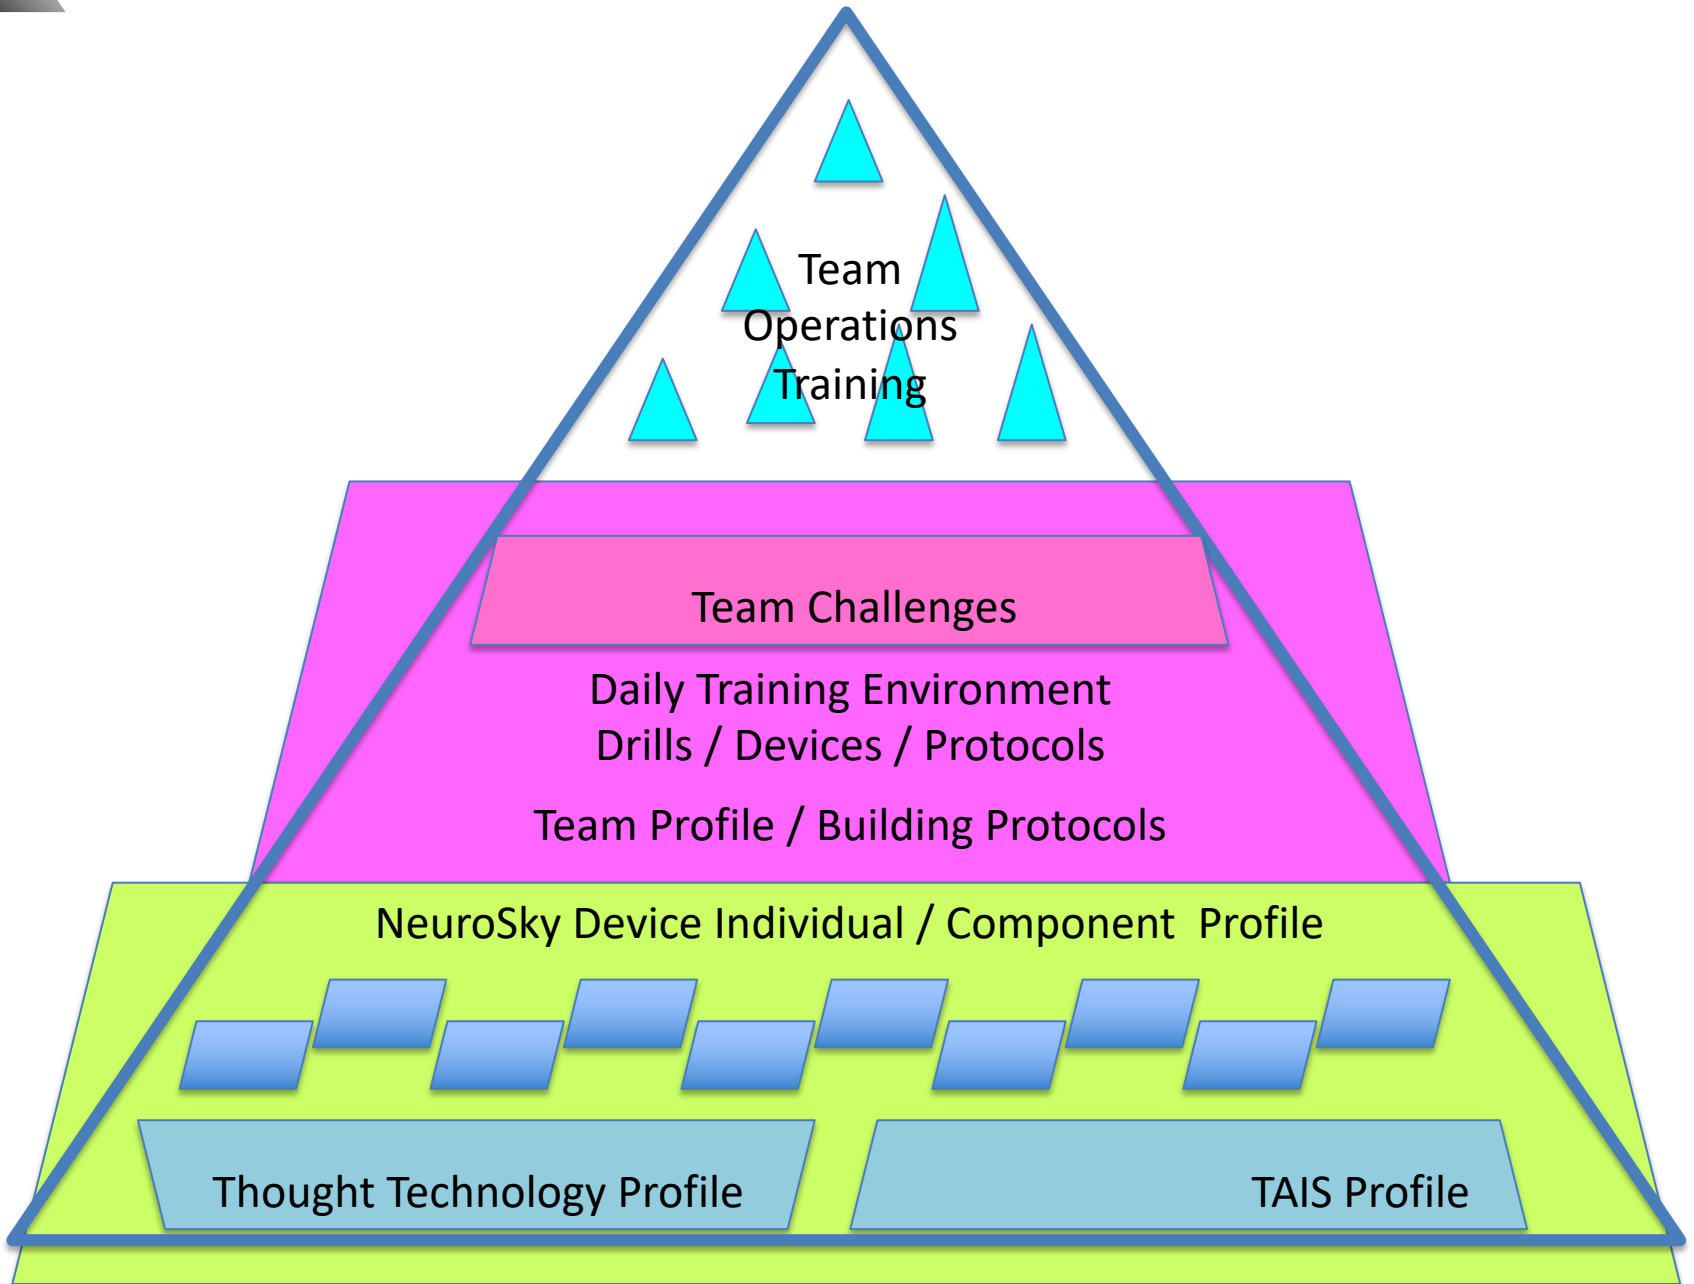 Team
Operations
Training
Team Challenges
Daily Training Environment
Drills / Devices / Protocols
Team Profile / Building Protocols
NeuroSky Device Individual / Component  Profile
Thought Technology Profile
TAIS Profile